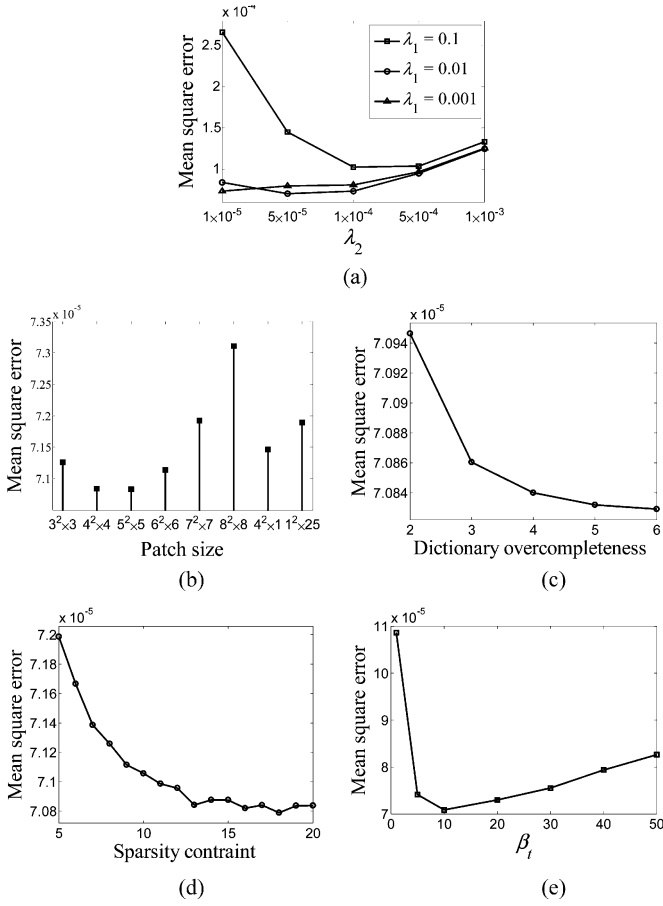 × 10⁻⁴
2.5
2
1.5
1
Mean square error
λ₁ = 0.1
λ₁ = 0.01
λ₁ = 0.001
1×10⁻⁵ 5×10⁻⁵ 1×10⁻⁴ 5×10⁻⁴ 1×10⁻³
λ₂
(a)
x 10⁻⁵
7.35
7.3
7.25
7.2
7.15
7.1
Mean square error
3²×3 4²×4 5²×5 6²×6 7²×7 8²×8 4²×1 1²×25
Patch size
(b)
x 10⁻⁵
7.094
7.092
7.09
7.088
7.086
7.084
Mean square error
2 3 4 5 6
Dictionary overcompleteness
(c)
x 10⁻⁵
7.2
7.18
7.16
7.14
7.12
7.1
7.08
Mean square error
5 10 15 20
Sparsity contraint
(d)
x 10⁻⁵
11
10
9
8
7
Mean square error
0 10 20 30 40 50
βₜ
(e)